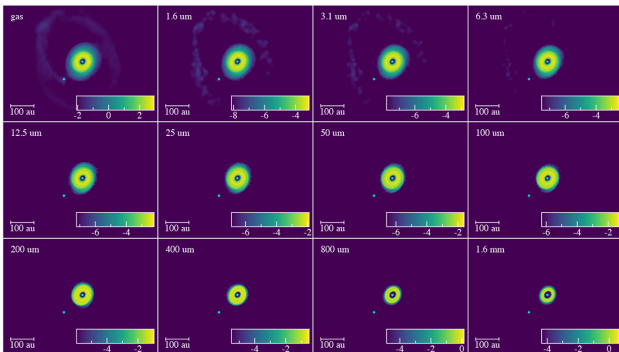 gas
1.6 um
3.1 um
6.3 um
100 au
-2 0 2
100 au
-8 -6 -4
100 au
-6 -4
100 au
-6 -4
12.5 um
25 um
50 um
100 um
100 au
-6 -4
100 au
-6 -4 -2
100 au
-6 -4 -2
100 au
-6 -4 -2
200 um
400 um
800 um
1.6 mm
100 au
-4 -2
100 au
-4 -2
100 au
-4 -2 0
100 au
-4 -2 0